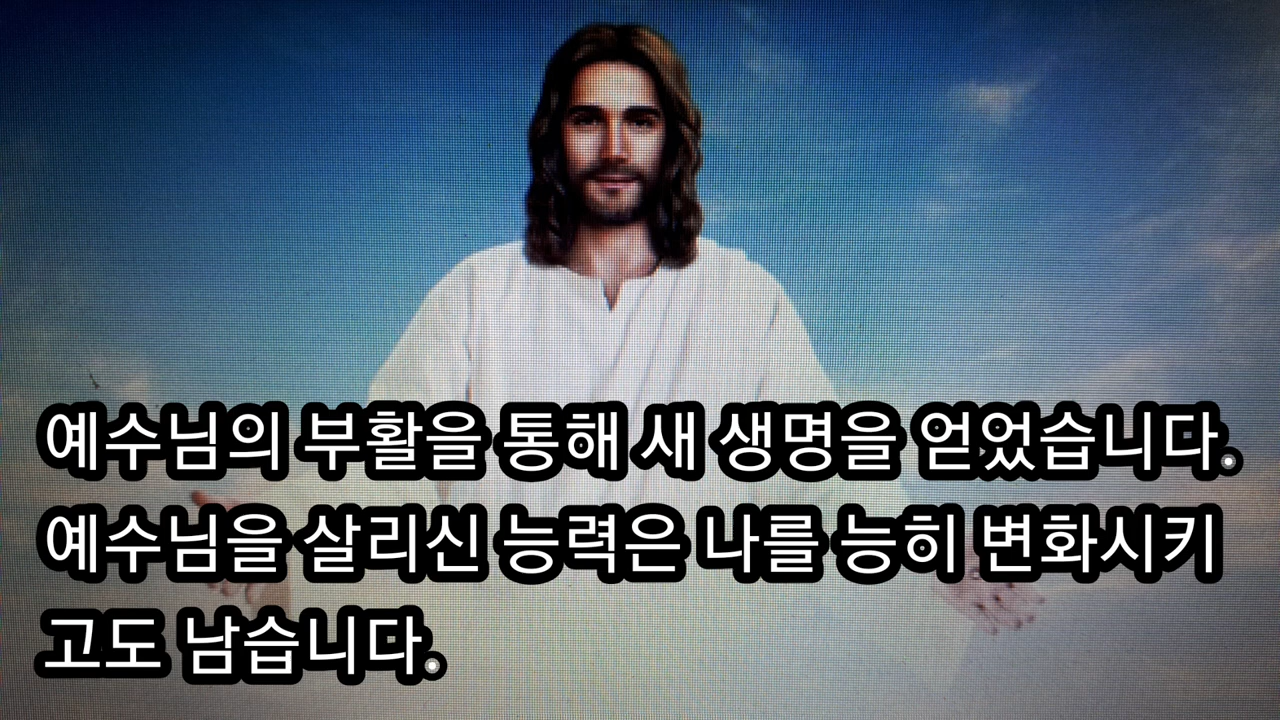 예수님의 부활을 통해 새 생명을 얻었습니다.
예수님을 살리신 능력은 나를 능히 변화시키
고도 남습니다.